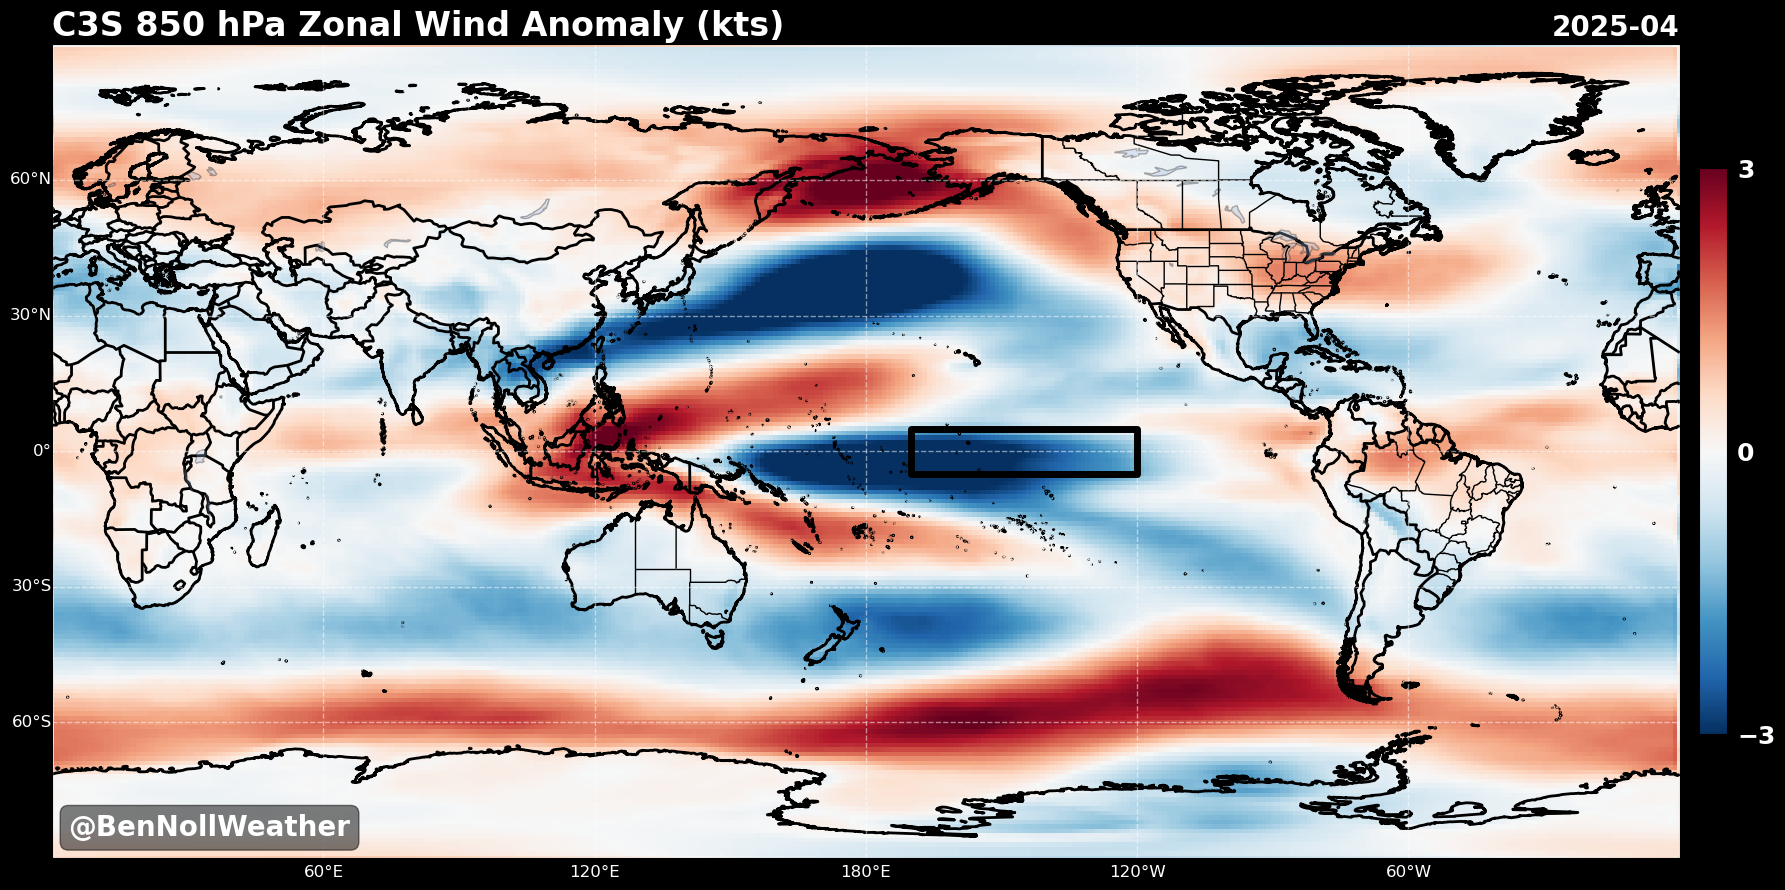 C3S 850 hPa Zonal Wind Anomaly (kts)
2025-04
60°N
30°N
0°
30°S
60°S
60°E
120°E
180°E
120°W
60°W
3
0
−3
@BenNollWeather